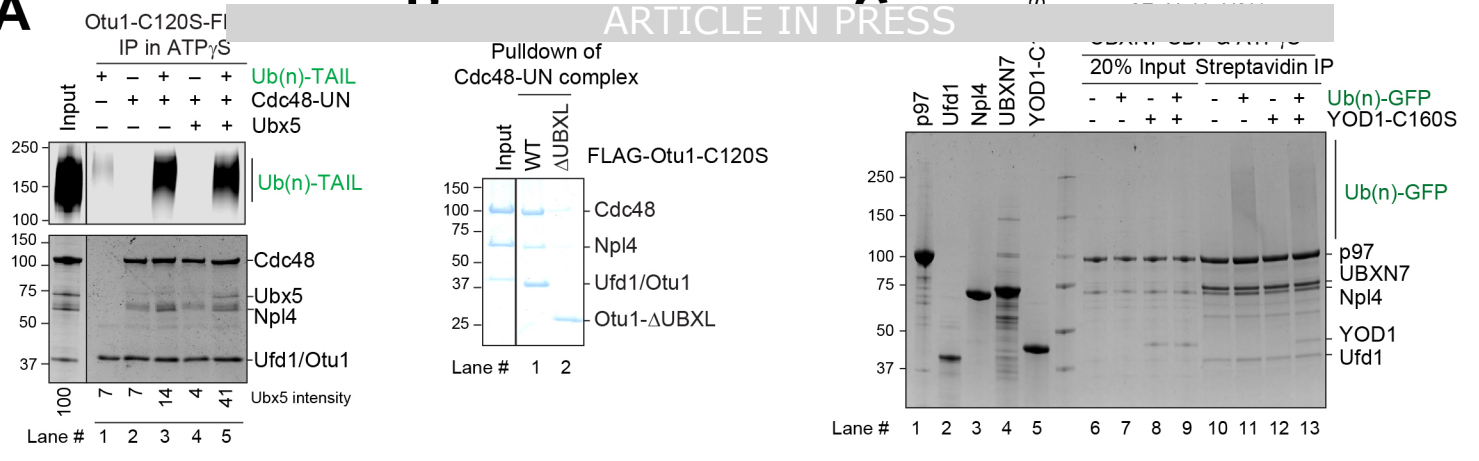 A
ARTICLE IN PRESS
Otu1-C120S-Fl
IP in ATPγS
+ – – – + Ub(n)-TAIL
– + + + + Cdc48-UN
– – – + + Ubx5
Input
250
150
100
Ub(n)-TAIL
150
100
75
50
37
Cdc48
Ubx5
Npl4
Ufd1/Otu1
100 7 7 14 4 41 Ubx5 intensity
Lane # 1 2 3 4 5
Pulldown of
Cdc48-UN complex
Input WT ΔUBXL
FLAG-Otu1-C120S
150
100
75
50
37
25
Cdc48
Npl4
Ufd1/Otu1
Otu1-ΔUBXL
Lane # 1 2
20% Input Streptavidin IP
p97 Ufd1 Npl4 UBXN7 YOD1-C
- + - + - + - + Ub(n)-GFP
- - + + - - + + YOD1-C160S
250
150
100
75
50
37
Ub(n)-GFP
p97
UBXN7
Npl4
YOD1
Ufd1
Lane # 1 2 3 4 5 6 7 8 9 10 11 12 13